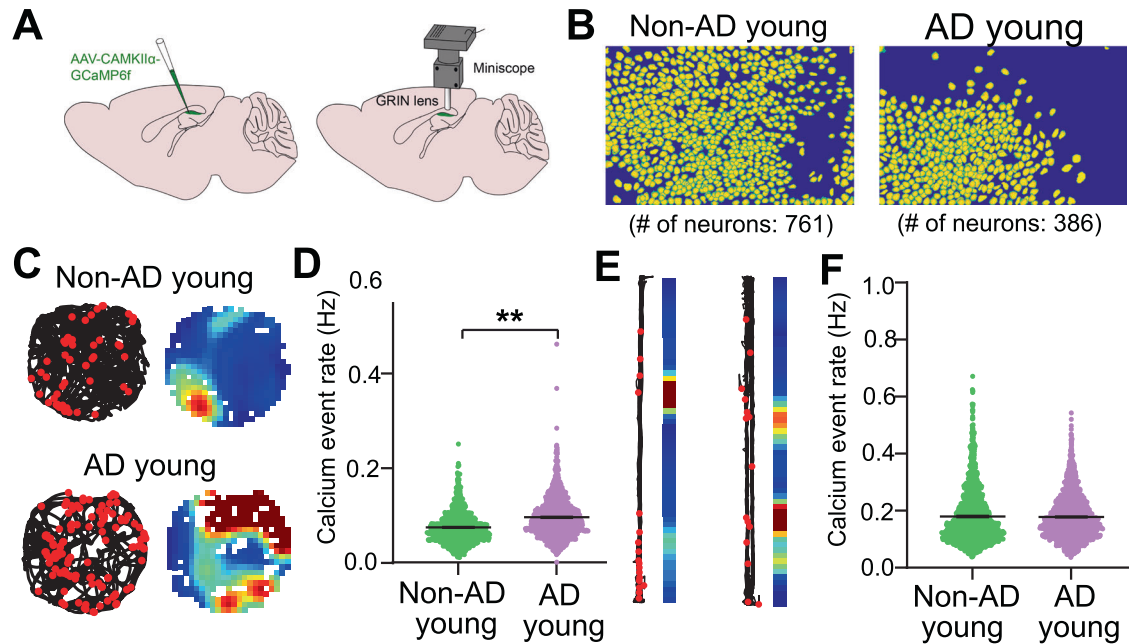 A
AAV-CAMKIIα-
GCaMP6f
Miniscope
GRIN lens
B
Non-AD young
AD young
(# of neurons: 761)
(# of neurons: 386)
C
Non-AD young
AD young
D
Calcium event rate (Hz)
0.6
0.4
0.2
0.0
**
Non-AD
young
AD
young
E
F
Calcium event rate (Hz)
1.0
0.8
0.6
0.4
0.2
0.0
Non-AD
young
AD
young